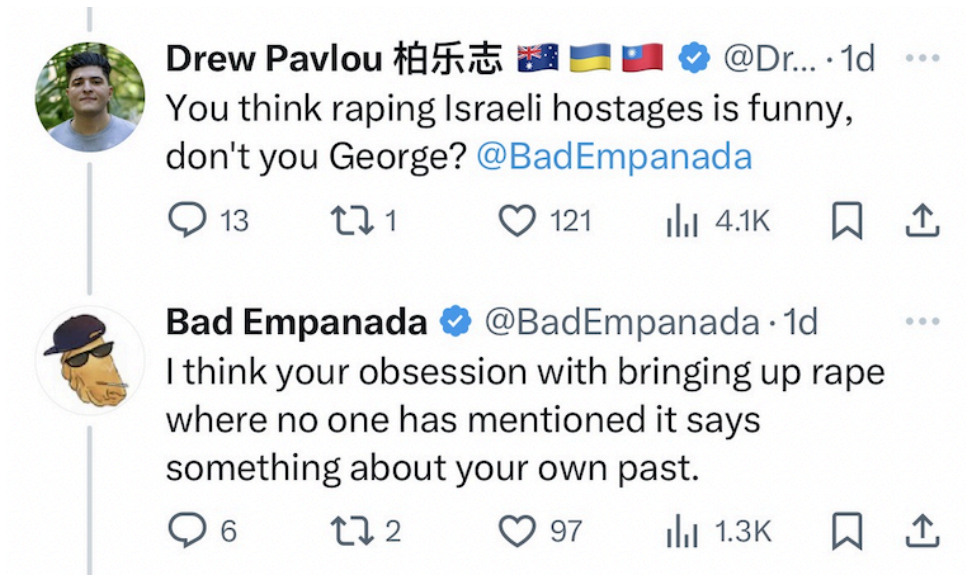 Drew Pavlou 柏乐志 🇦🇺 🇺🇦 🇹🇼 @Dr... · 1d ...
You think raping Israeli hostages is funny,
don't you George? @BadEmpanada
13 1 121 4.1K
Bad Empanada @BadEmpanada · 1d ...
I think your obsession with bringing up rape
where no one has mentioned it says
something about your own past.
6 2 97 1.3K